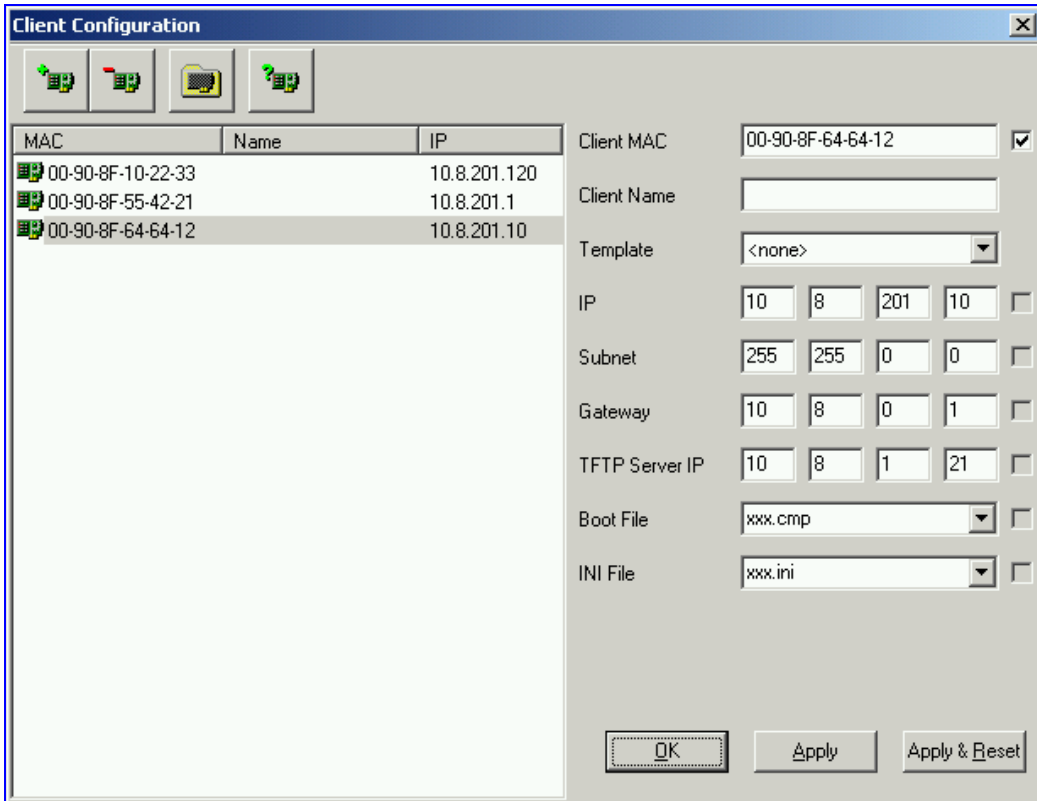 Client Configuration
MAC Name IP
00-90-8F-10-22-33 10.8.201.120
00-90-8F-55-42-21 10.8.201.1
00-90-8F-64-64-12 10.8.201.10
Client MAC 00-90-8F-64-64-12
Client Name
Template <none>
IP 10 8 201 10
Subnet 255 255 0 0
Gateway 10 8 0 1
TFTP Server IP 10 8 1 21
Boot File xxx.cmp
INI File xxx.ini
OK Apply Apply & Reset